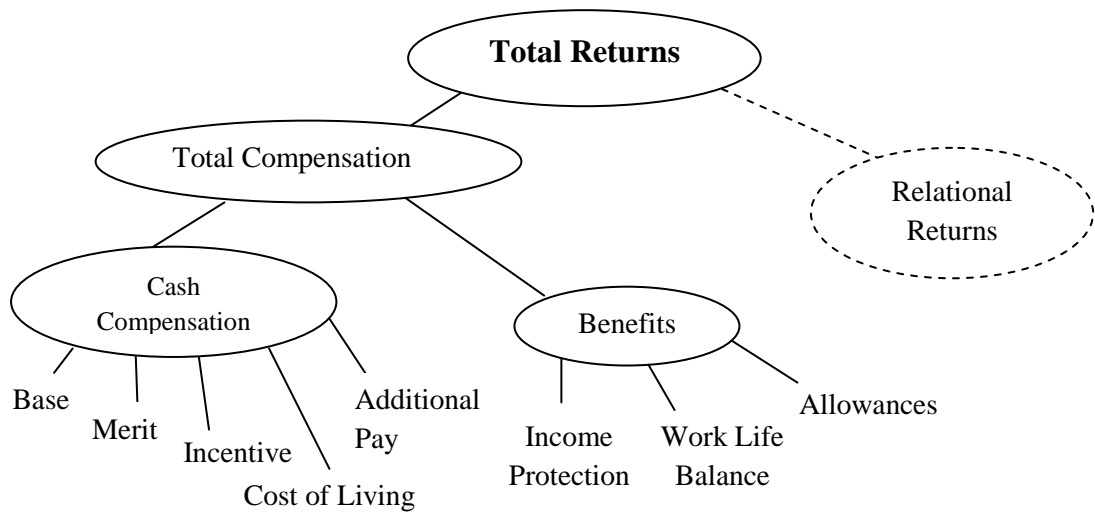 Total Returns
Total Compensation
Relational
Returns
Cash
Compensation
Benefits
Base
Merit
Incentive
Cost of Living
Additional
Pay
Income
Protection
Work Life
Balance
Allowances